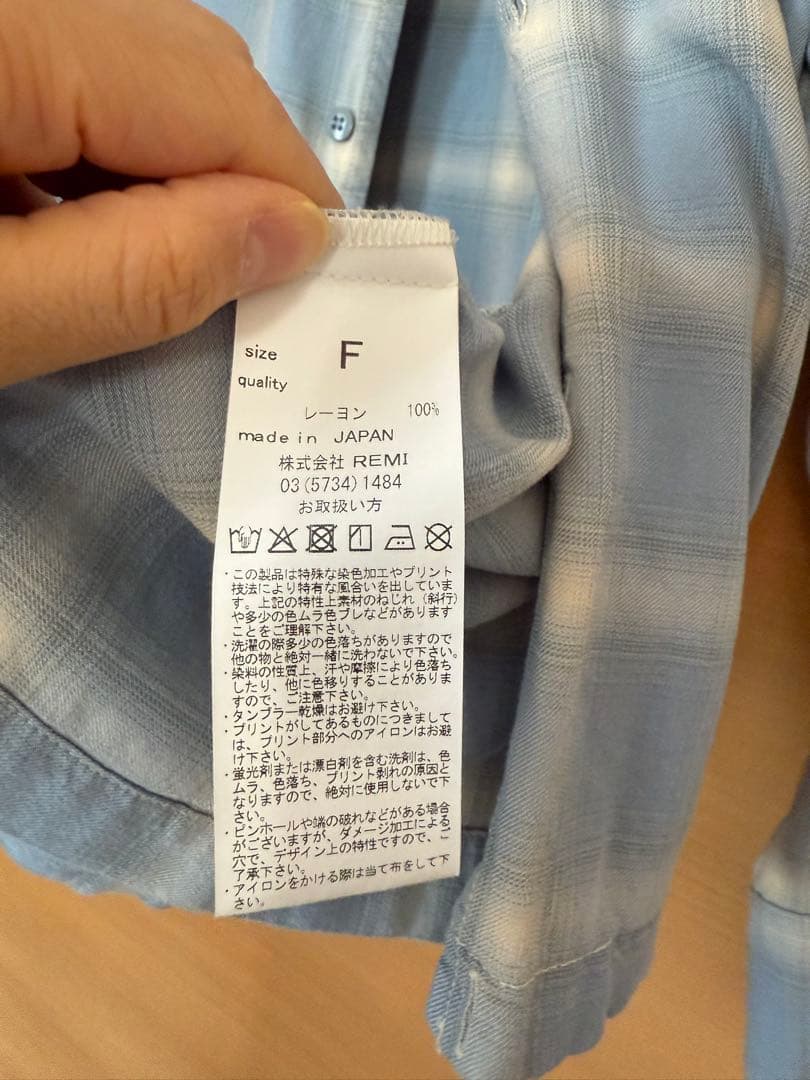 size F
quality
レーヨン 100%
made in JAPAN
株式会社 REMI
03(5734)1484
お取扱い方
・この製品は特殊な染色加工やプリント
技法により特有な風合いを出していま
す。上記の特性上素材のねじれ（斜行）
や多少の色ムラ色ブレなどがあります
ことをご理解下さい。
・洗濯の際多少の色落ちがありますので
他の物と絶対一緒に洗わないで下さい。
・染料の性質上、汗や摩擦により色落ち
したり、他に色移りすることがありま
すので、ご注意下さい。
・タンブラー乾燥はお避け下さい。
・プリントがしてあるものにつきまして
は、プリント部分へのアイロンはお避
け下さい。
・蛍光剤または漂白剤を含む洗剤は、色
ムラ、色落ち、プリント剥れの原因と
なりますので、絶対に使用しないで下
さい。
・ピンホールや端の破れなどがある場合
がございますが、ダメージ加工による
穴で、デザイン上の特性ですので、ご
了承下さい。
・アイロンをかける際は当て布をして下
さい。